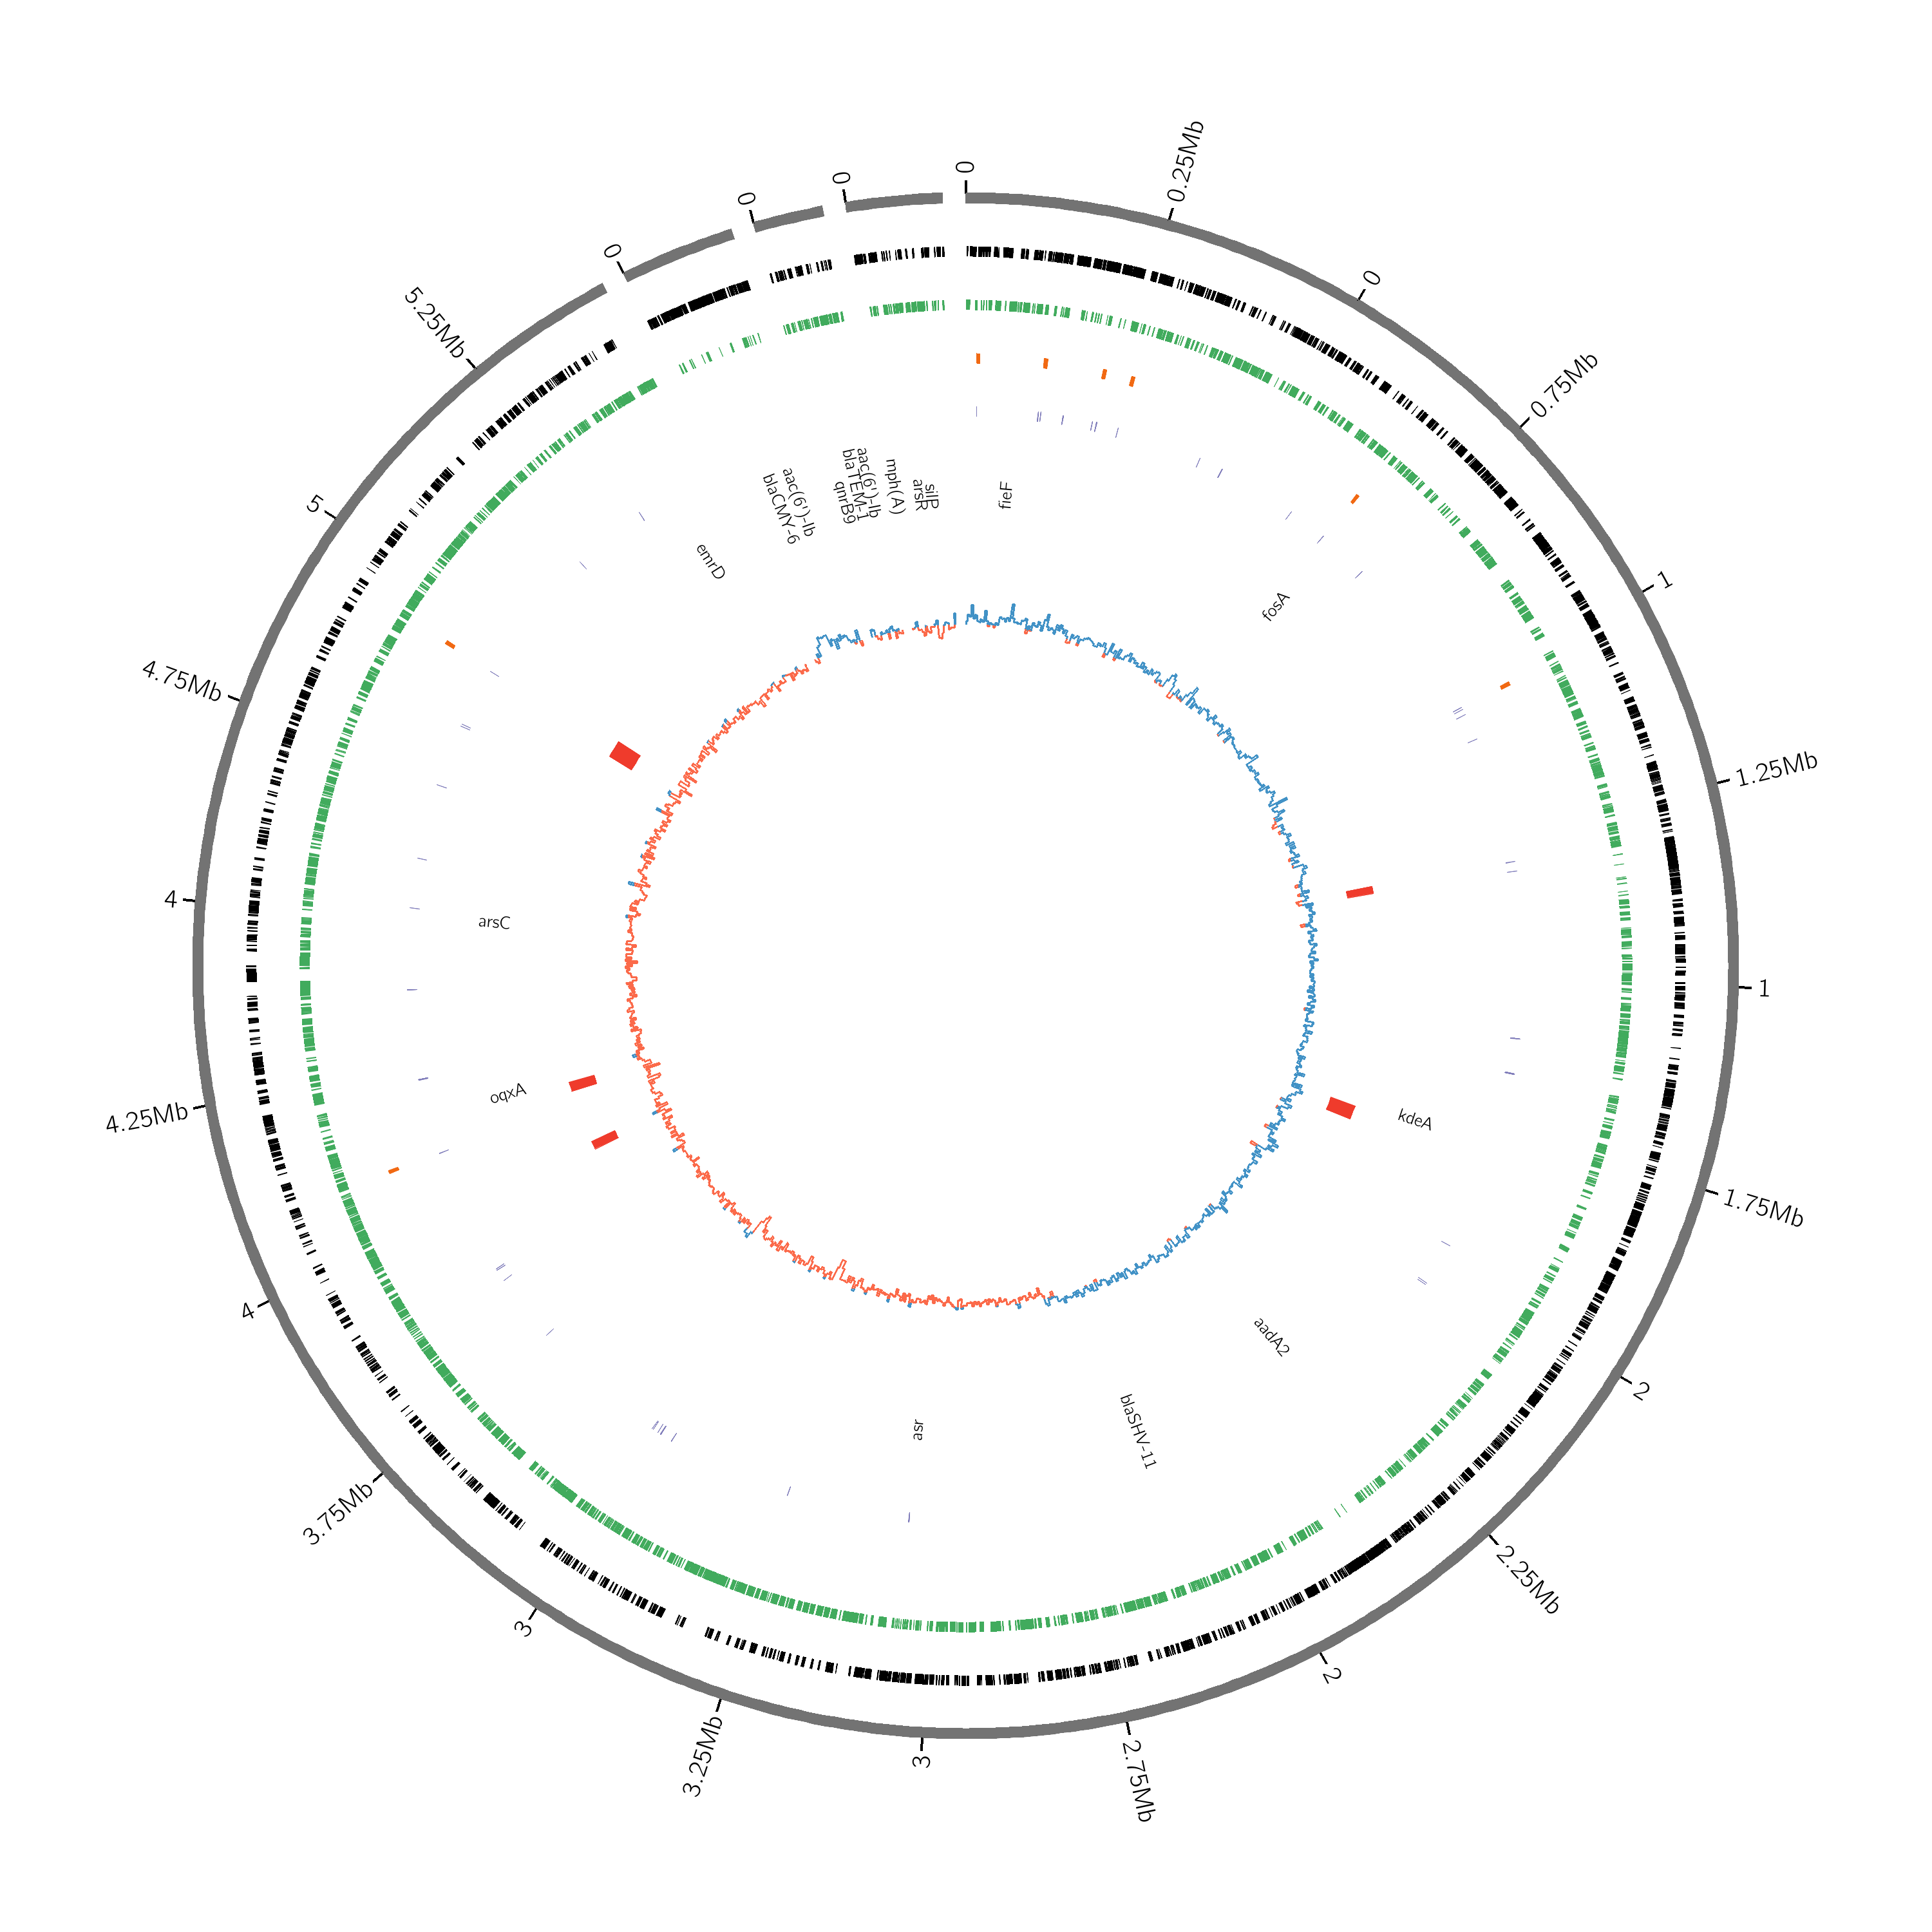 0
0.25Mb
0
0.75Mb
1
1.25Mb
1
1.75Mb
2
2.25Mb
2
2.75Mb
3
3.25Mb
3
3.75Mb
4
4.25Mb
4
4.75Mb
5
5.25Mb
0
0
0
fieF
fosA
kdeA
aadA2
blaSHV-11
asr
oqxA
arsC
emrD
blaCMY-6
aac(6')-Ib
qnrB9
blaTEM-1
aac(6')-Ib
mph(A)
arsR
silP